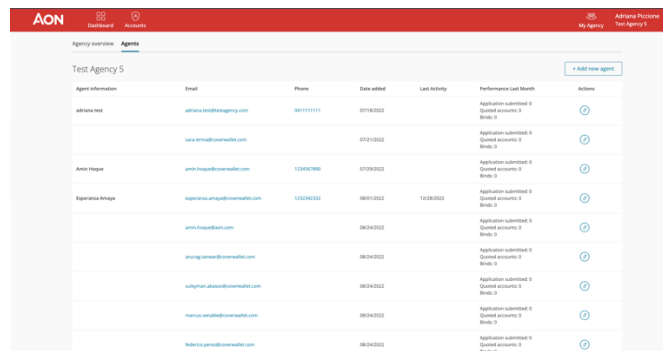 AON
Dashboard
Accounts
My Agency
Adriana Piccione
Test Agency 5
Agency overview
Agents
Test Agency 5
+ Add new agent
Agent information Email Phone Date added Last Activity Performance Last Month Actions
adriana test adriana.test@testagency.com 07/18/2022
Application submitted: 0
Quoted accounts: 0
Binds: 0
sara.lerma@coverwallet.com 07/21/2022
Application submitted: 0
Quoted accounts: 0
Binds: 0
Amin Hoque amin.hoque@coverwallet.com 1234567890 07/29/2022
Application submitted: 0
Quoted accounts: 0
Binds: 0
Esperanza Amaya esperanza.amaya@coverwallet.com 1232342332 08/01/2022 12/28/2022
Application submitted: 0
Quoted accounts: 0
Binds: 0
amin.hoque@aon.com 08/24/2022
Application submitted: 0
Quoted accounts: 0
Binds: 0
anurag.tanwar@coverwallet.com 08/24/2022
Application submitted: 0
Quoted accounts: 0
Binds: 0
suleyman.abasov@coverwallet.com 08/24/2022
Application submitted: 0
Quoted accounts: 0
Binds: 0
marcus.venable@coverwallet.com 08/24/2022
Application submitted: 0
Quoted accounts: 0
Binds: 0
federico.perez@coverwallet.com 08/24/2022
Application submitted: 0
Quoted accounts: 0